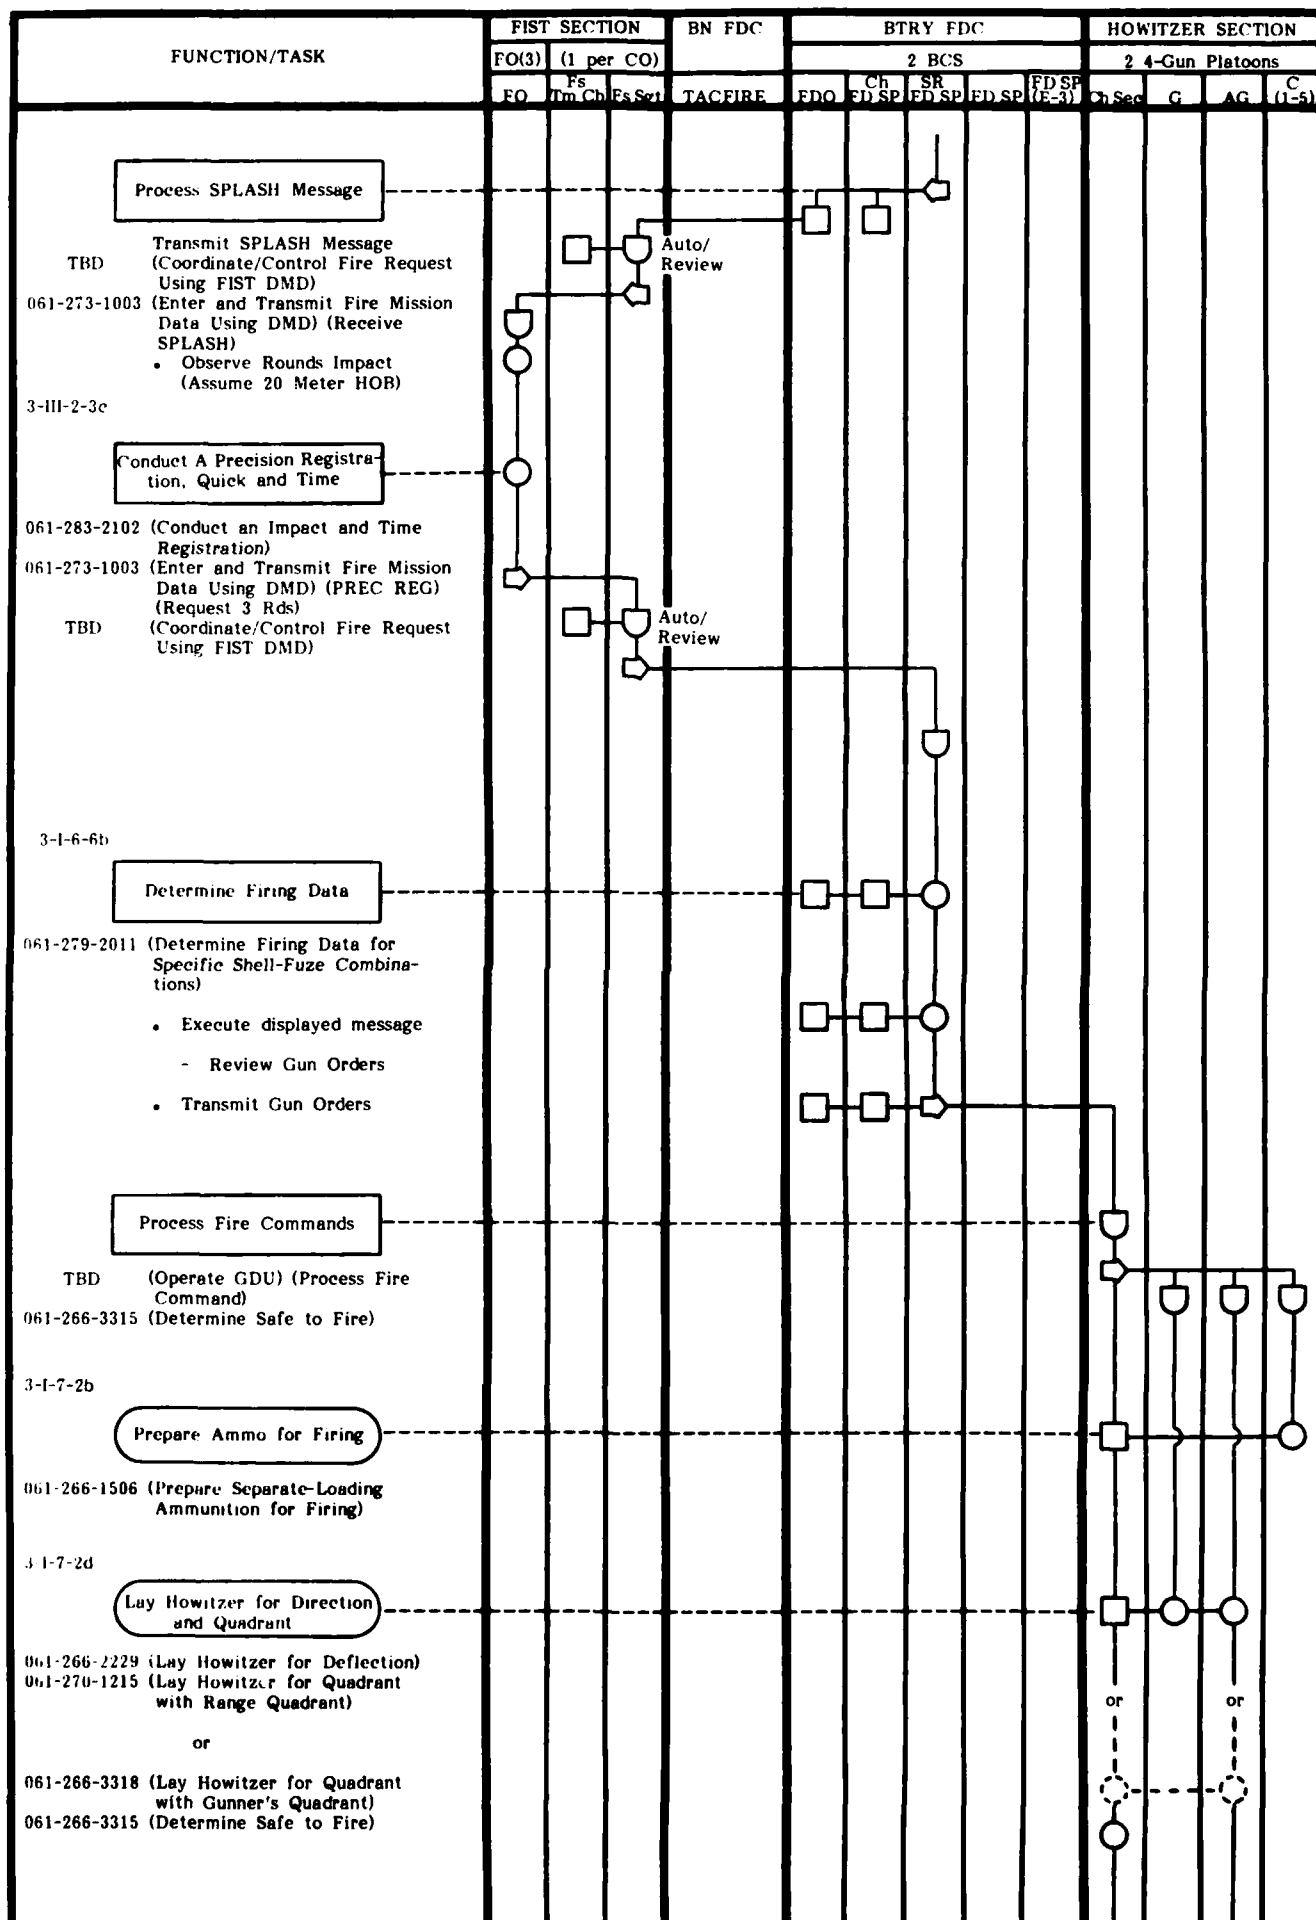 FUNCTION/TASK
FIST SECTION
BN FDC
BTRY FDC
HOWITZER SECTION
FO(3)
(1 per CO)
2 BCS
2 4-Gun Platoons
FO
Fs
Tm Ch
Fs Sgt
TACFIRE
FDO
Ch
FD SP
SR
FD SP
FD SP
FD SP
(E-3)
Ch Sec
G
AG
C
(1-5)
Process SPLASH Message
Transmit SPLASH Message
TBD (Coordinate/Control Fire Request
Using FIST DMD)
Auto/
Review
061-273-1003 (Enter and Transmit Fire Mission
Data Using DMD) (Receive
SPLASH)
• Observe Rounds Impact
(Assume 20 Meter HOB)
3-III-2-3c
Conduct A Precision Registra-
tion, Quick and Time
061-283-2102 (Conduct an Impact and Time
Registration)
061-273-1003 (Enter and Transmit Fire Mission
Data Using DMD) (PREC REG)
(Request 3 Rds)
TBD (Coordinate/Control Fire Request
Using FIST DMD)
Auto/
Review
3-I-6-6b
Determine Firing Data
061-279-2011 (Determine Firing Data for
Specific Shell-Fuze Combina-
tions)
• Execute displayed message
- Review Gun Orders
• Transmit Gun Orders
Process Fire Commands
TBD (Operate GDU) (Process Fire
Command)
061-266-3315 (Determine Safe to Fire)
3-I-7-2b
Prepare Ammo for Firing
061-266-1506 (Prepare Separate-Loading
Ammunition for Firing)
3-I-7-2d
Lay Howitzer for Direction
and Quadrant
061-266-2229 (Lay Howitzer for Deflection)
061-270-1215 (Lay Howitzer for Quadrant
with Range Quadrant)
or
or
or
061-266-3318 (Lay Howitzer for Quadrant
with Gunner's Quadrant)
061-266-3315 (Determine Safe to Fire)